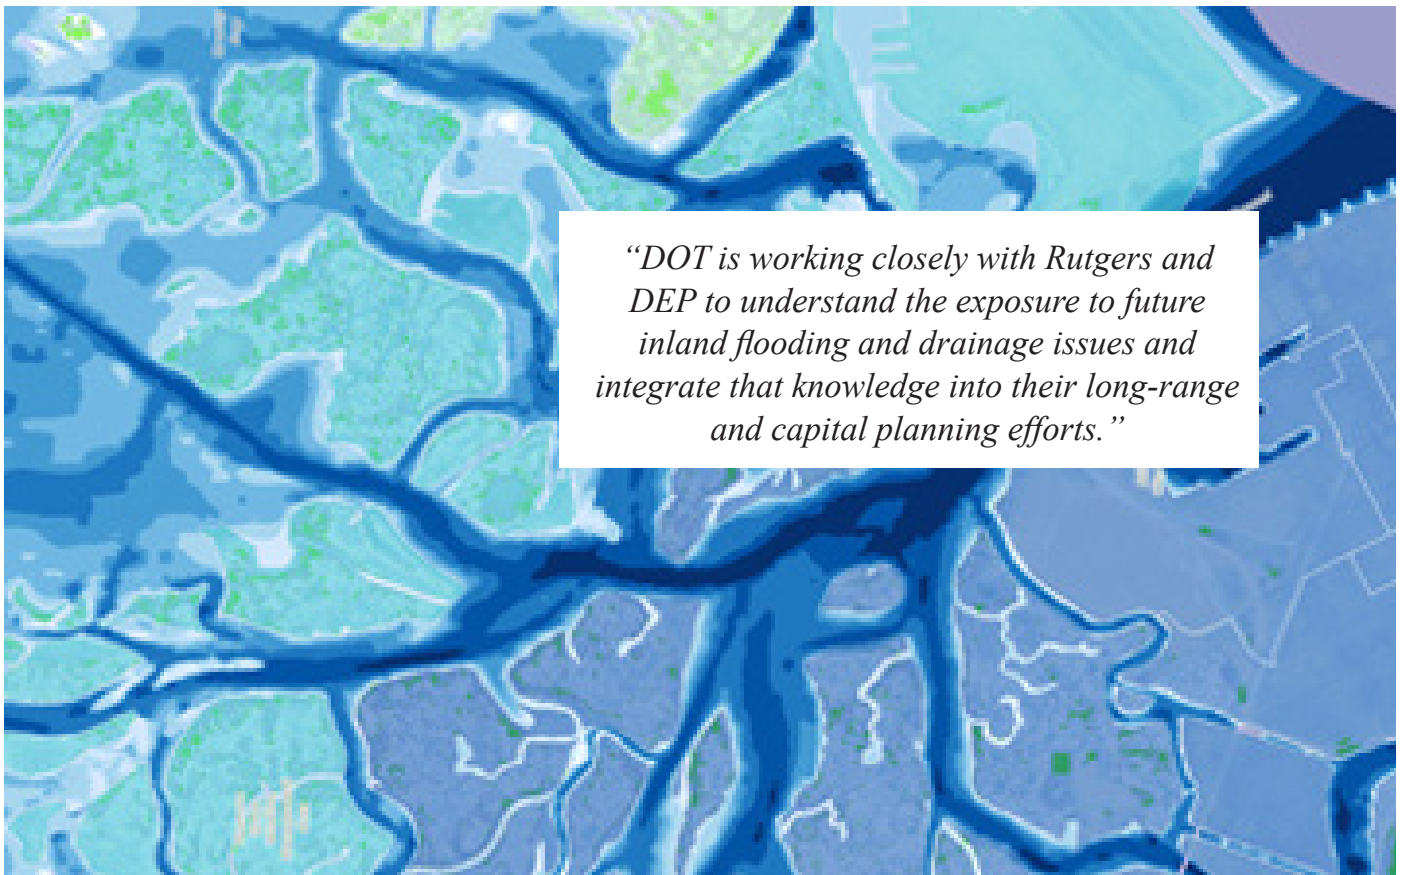 “DOT is working closely with Rutgers and
DEP to understand the exposure to future
inland flooding and drainage issues and
integrate that knowledge into their long-range
and capital planning efforts.”